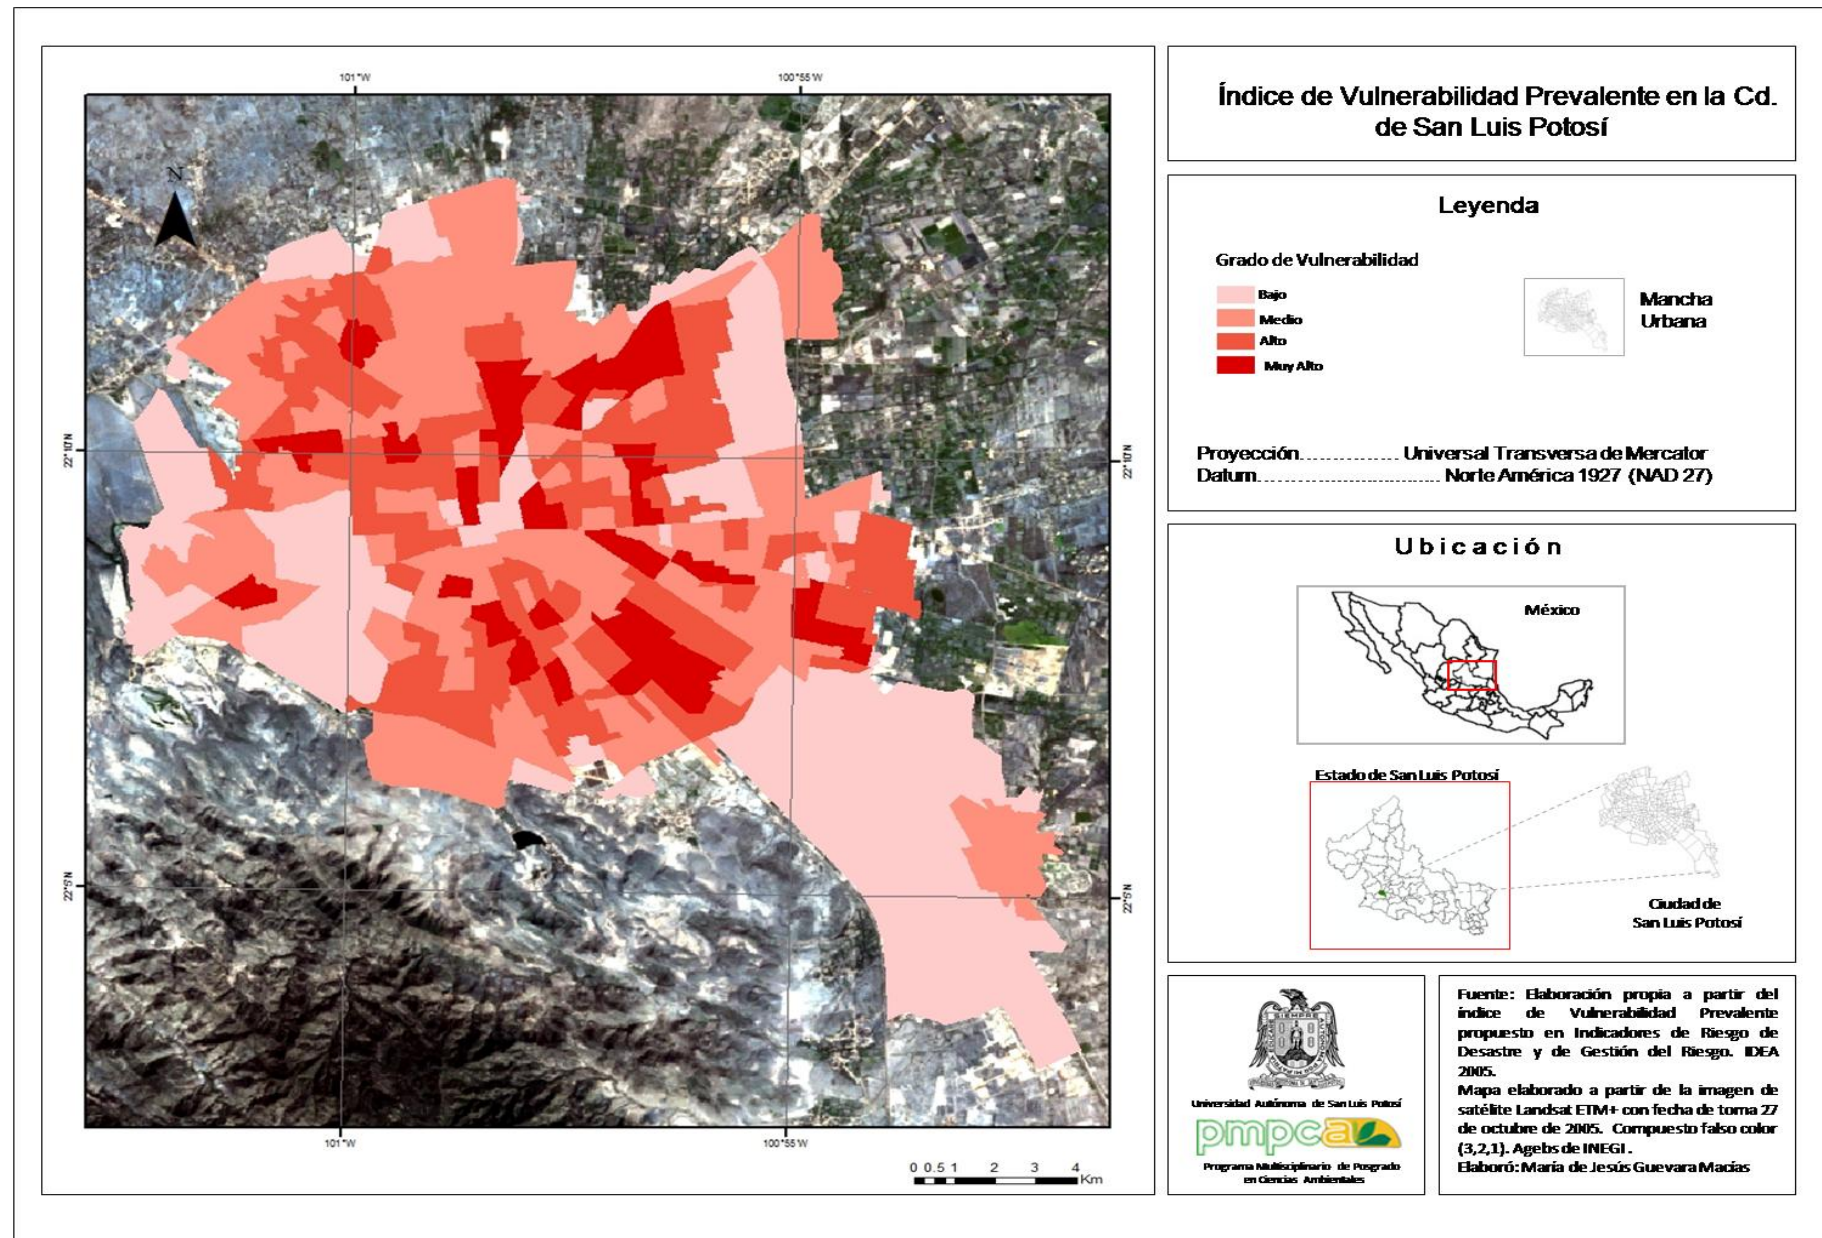 Índice de Vulnerabilidad Prevalente en la Cd.
de San Luis Potosí
101°W
100°55'W
N
22°10'N
22°10'N
22°5'N
22°5'N
101°W
100°55'W
0 0.5 1 2 3 4
Km
Leyenda
Grado de Vulnerabilidad
Bajo
Medio
Alto
Muy Alto
Mancha
Urbana
Proyección.............. Universal Transversa de Mercator
Datum............................ Norte América 1927 (NAD 27)
Ubicación
México
Estado de San Luis Potosí
Ciudad de
San Luis Potosí
SIEMPRE
Universidad Autónoma de San Luis Potosí
pmpca
Programa Multisciplinario de Posgrado
en Ciencias Ambientales
Fuente: Elaboración propia a partir del
índice de Vulnerabilidad Prevalente
propuesto en Indicadores de Riesgo de
Desastre y de Gestión del Riesgo. IDEA
2005.
Mapa elaborado a partir de la imagen de
satélite Landsat ETM+ con fecha de toma 27
de octubre de 2005. Compuesto falso color
(3,2,1). Agebs de INEGI.
Elaboró: María de Jesús Guevara Macías